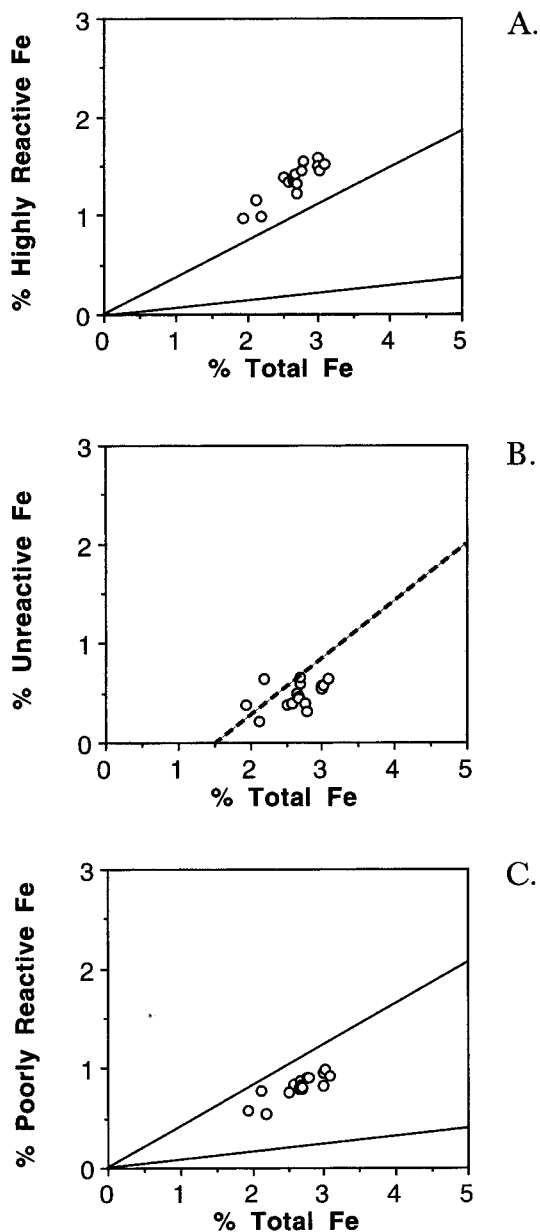 A.
% Highly Reactive Fe
3
2
1
0
0 1 2 3 4 5
% Total Fe
B.
% Unreactive Fe
3
2
1
0
0 1 2 3 4 5
% Total Fe
C.
% Poorly Reactive Fe
3
2
1
0
0 1 2 3 4 5
% Total Fe